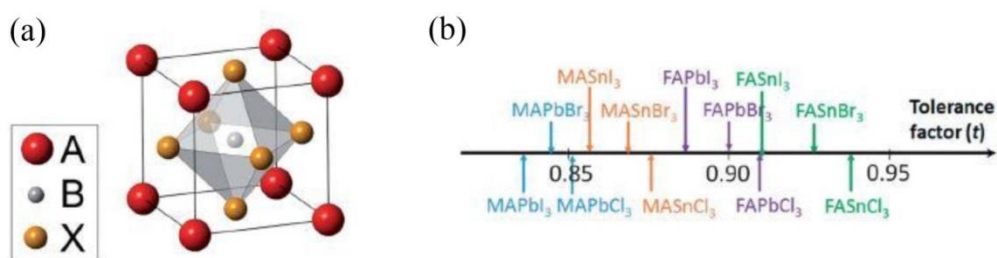 (a)
A
B
X
(b)
MASnI₃ FAPbI₃ FASnI₃
MAPbBr₃ MASnBr₃ FAPbBr₃ FASnBr₃
Tolerance
factor (t)
0.85 0.90 0.95
MAPbI₃ MAPbCl₃ MASnCl₃ FAPbCl₃ FASnCl₃